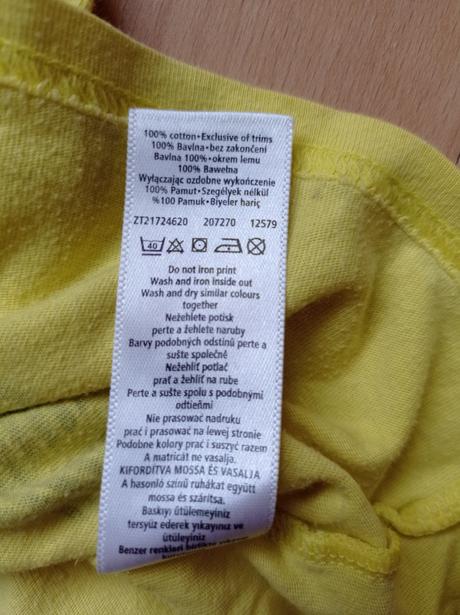 100% cotton•Exclusive of trims
100% Bavlna•bez zakončení
Bavlna 100%•okrem lemu
100% Bawełna
Wyłączając ozdobne wykończenie
100% Pamut•Szegélyek nélkül
%100 Pamuk•Biyeler hariç
ZT21724620 207270 12579
40
Do not iron print
Wash and iron inside out
Wash and dry similar colours
together
Nežehlete potisk
perte a žehlete naruby
Barvy podobných odstínů perte a
sušte společně
Nežehliť potlač
prať a žehliť na rube
Perte a sušte spolu s podobnými
odtieňmi
Nie prasować nadruku
prać i prasować na lewej stronie
Podobne kolory prać i suszyć razem
A matricát ne vasalja.
KIFORDÍTVA MOSSA ÉS VASALJA
A hasonló színű ruhákat együtt
mossa és szárítsa.
Baskıyı ütülemeyiniz
tersyüz ederek yıkayınız ve
ütüleyiniz
Benzer renkleri birlikte